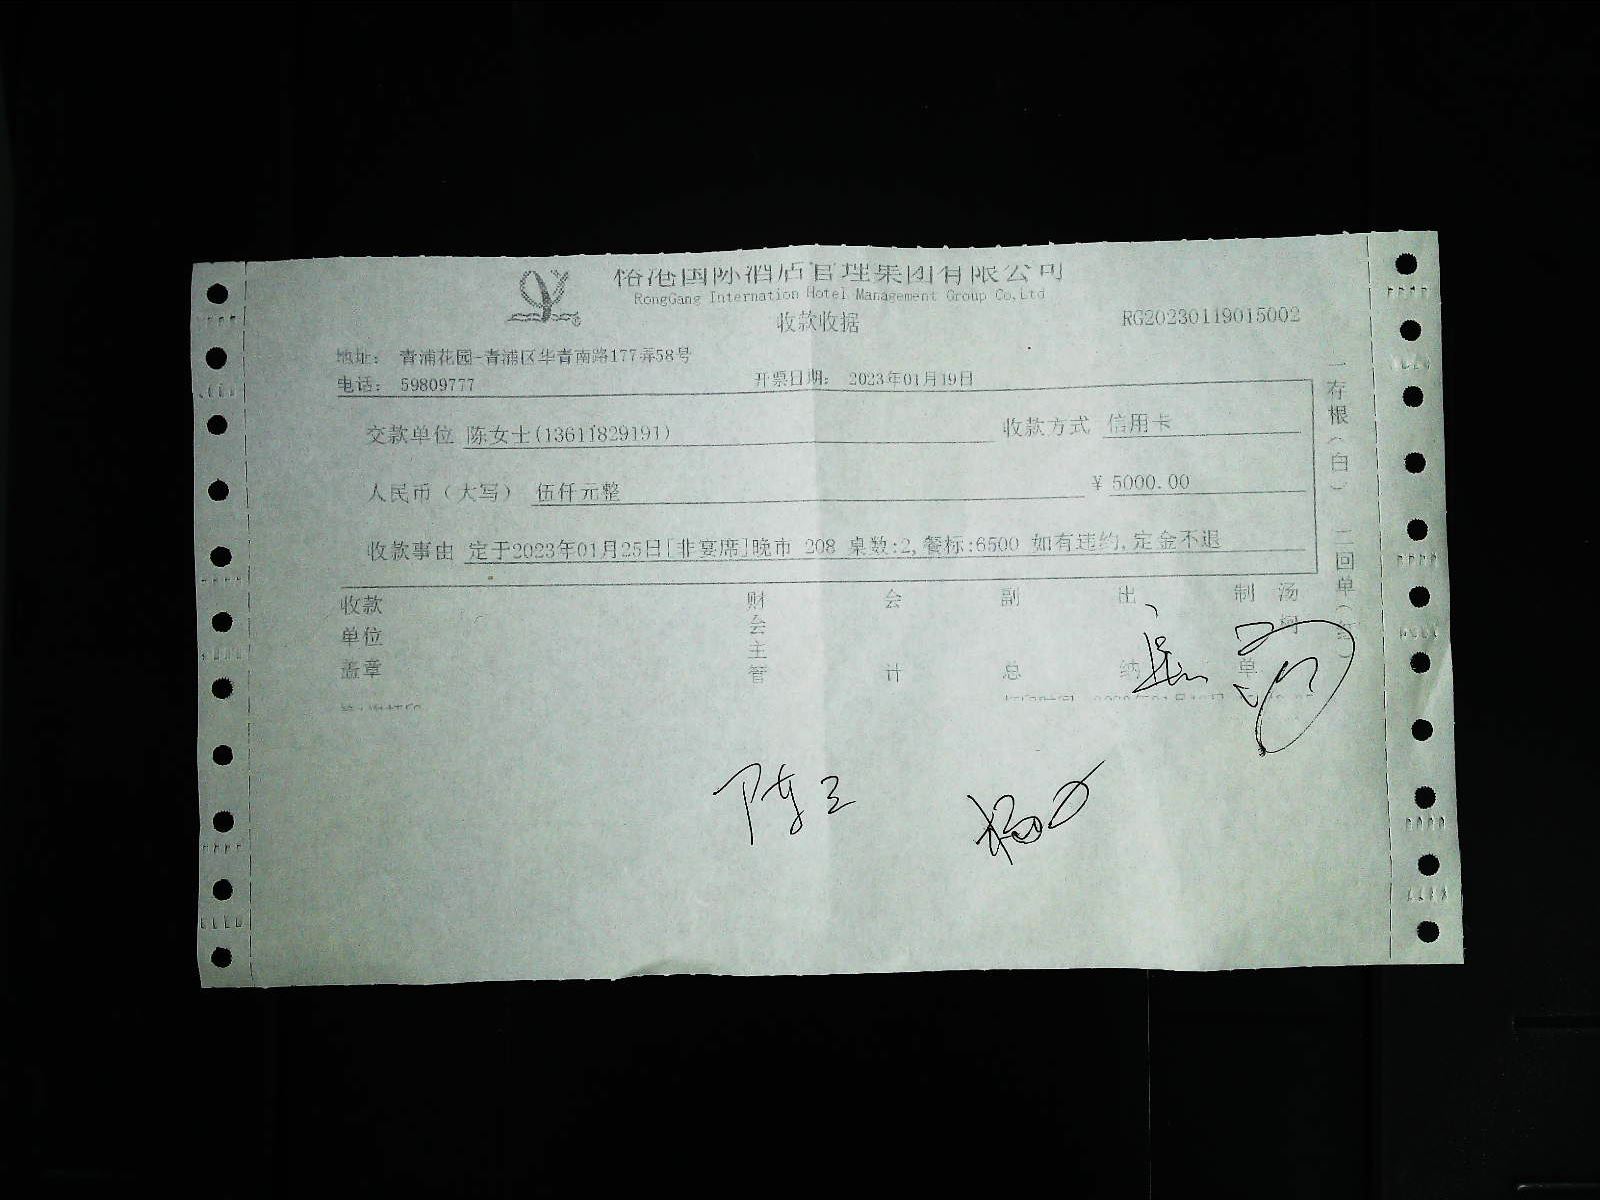 国际酒店管理集团有限公司
RongGang Internation Hotel Management Group Co,Ltd
收款收据
RG20230119015002
地址： 青浦花园-青浦区华青南路177弄58号
电话： 59809777 开票日期： 2023年01月19日
交款单位 陈女士(13611829191) 收款方式 信用卡
人民币（大写） 伍仟元整 ¥ 5000.00
收款事由 定于2023年01月25日[非宴席]晚市 208 桌数:2,餐标:6500 如有违约,定金不退
收款单位盖章 财会主管 会计 副总 出纳 制单 汤
一存根（白） 二回单